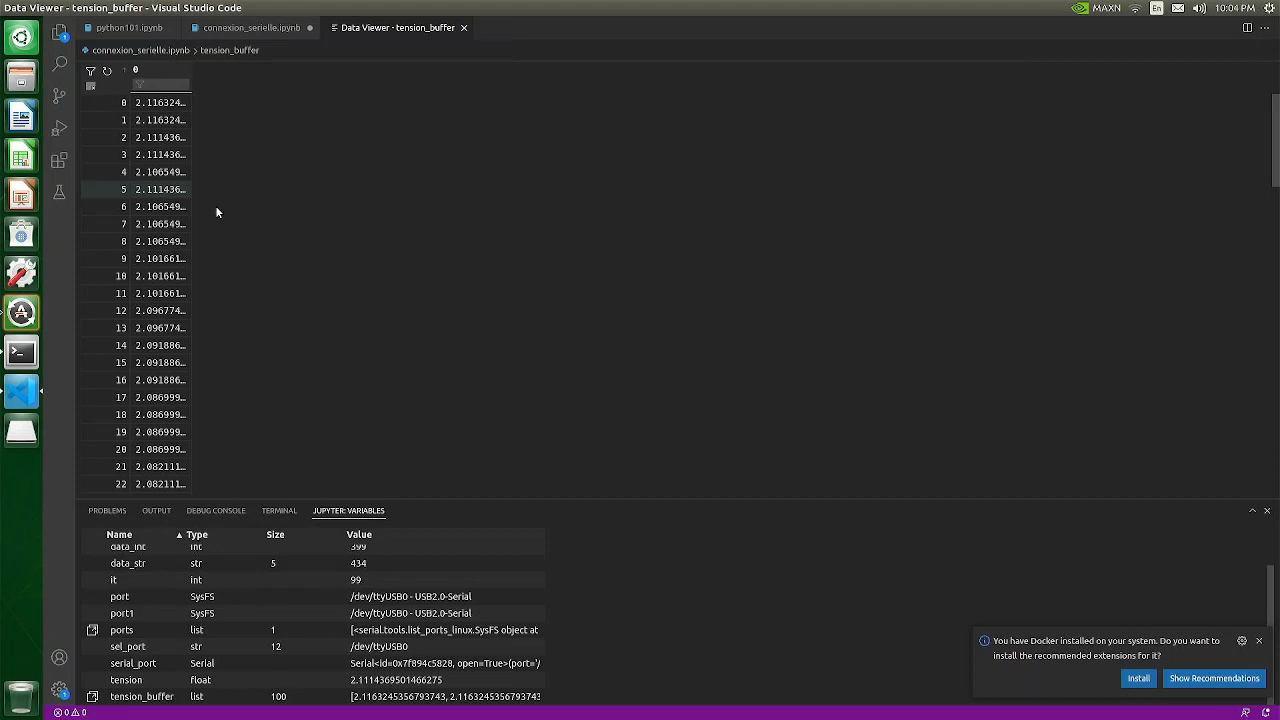 Data Viewer - tension_buffer - Visual Studio Code
MAXN En 10:04 PM
python101.ipynb connexion_serielle.ipynb Data Viewer - tension_buffer
connexion_serielle.ipynb > tension_buffer
0
0 2.116324...
1 2.116324...
2 2.111436...
3 2.111436...
4 2.106549...
5 2.111436...
6 2.106549...
7 2.106549...
8 2.106549...
9 2.101661...
10 2.101661...
11 2.101661...
12 2.096774...
13 2.096774...
14 2.091886...
15 2.091886...
16 2.091886...
17 2.086999...
18 2.086999...
19 2.086999...
20 2.086999...
21 2.082111...
22 2.082111...
PROBLEMS OUTPUT DEBUG CONSOLE TERMINAL JUPYTER: VARIABLES
Name Type Size Value
data_int int 399
data_str str 5 434
it int 99
port SysFS /dev/ttyUSB0 - USB2.0-Serial
port1 SysFS /dev/ttyUSB0 - USB2.0-Serial
ports list 1 [<serial.tools.list_ports_linux.SysFS object at
sel_port str 12 /dev/ttyUSB0
serial_port Serial Serial<id=0x7f894c5828, open=True>(port='/
tension float 2.1114369501466275
tension_buffer list 100 [2.1163245356793743, 2.1163245356793743
You have Docker installed on your system. Do you want to
install the recommended extensions for it?
Install Show Recommendations
0 0
1
1